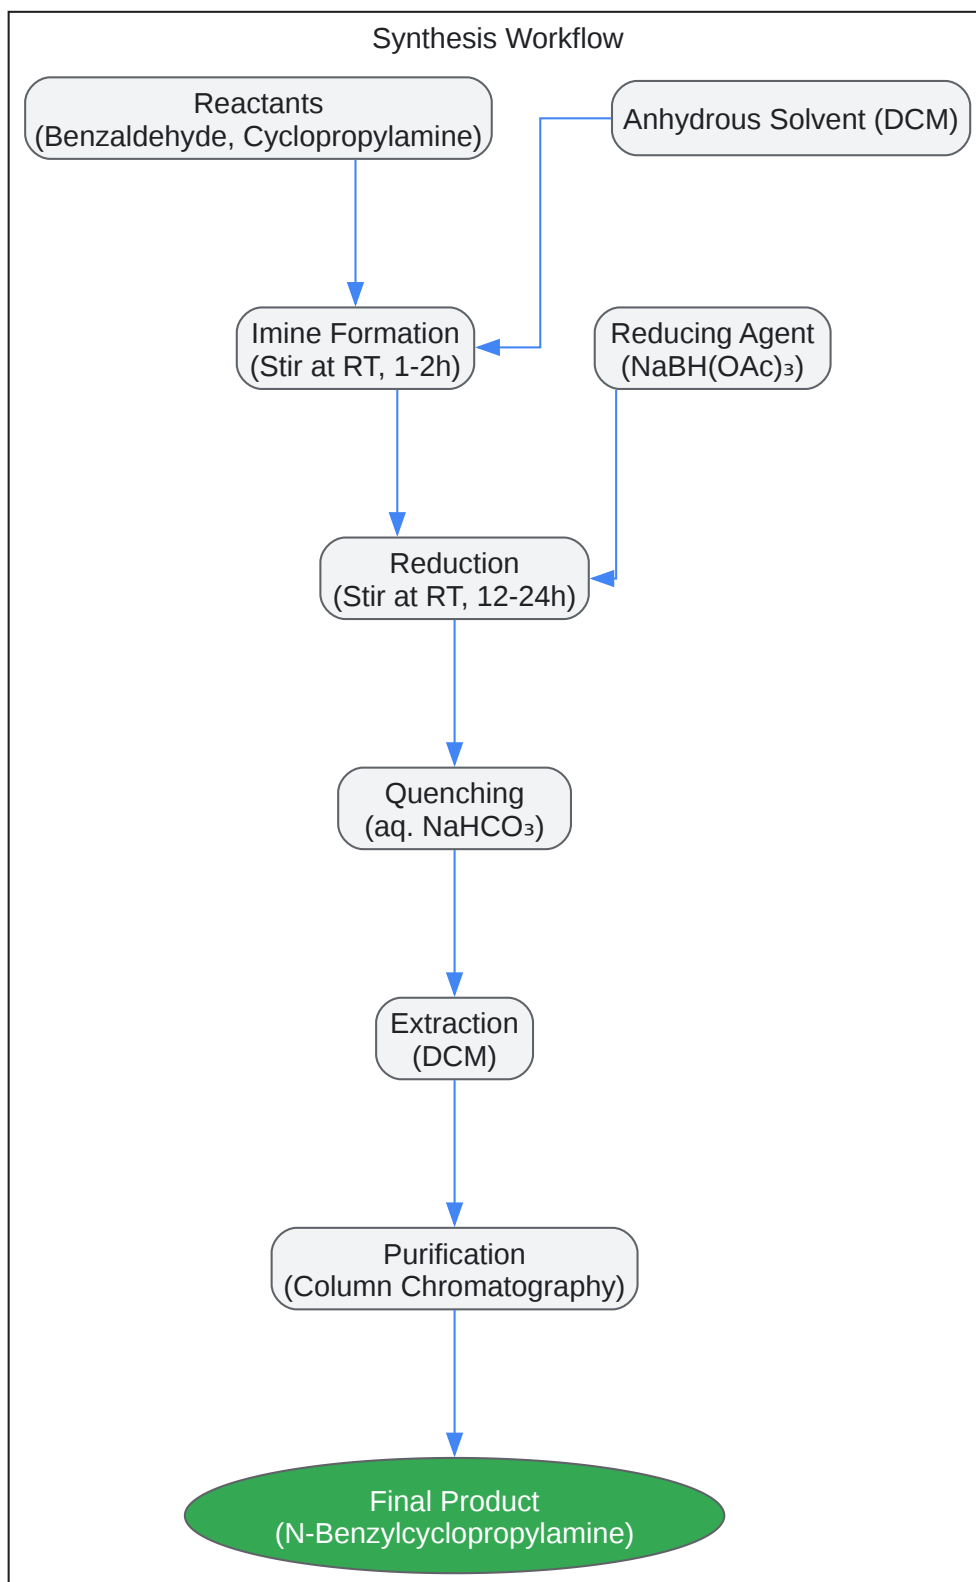 Synthesis Workflow
Reactants
(Benzaldehyde, Cyclopropylamine)
Anhydrous Solvent (DCM)
Imine Formation
(Stir at RT, 1-2h)
Reducing Agent
(NaBH(OAc)₃)
Reduction
(Stir at RT, 12-24h)
Quenching
(aq. NaHCO₃)
Extraction
(DCM)
Purification
(Column Chromatography)
Final Product
(N-Benzylcyclopropylamine)